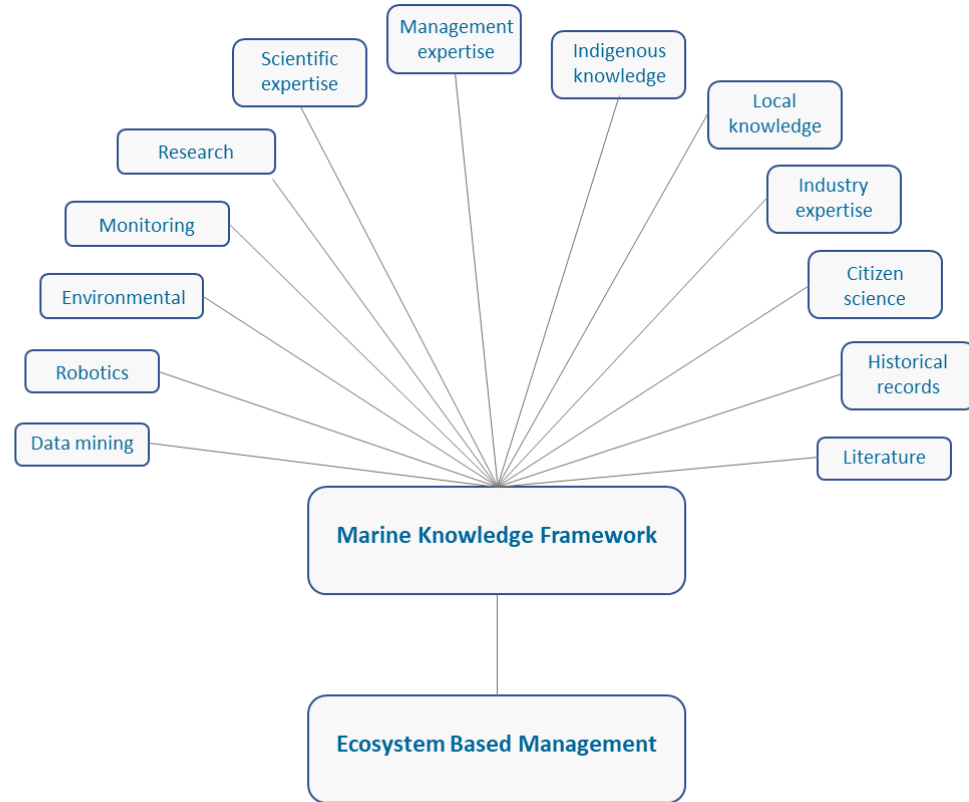 Management
expertise
Scientific
expertise
Indigenous
knowledge
Local
knowledge
Research
Industry
expertise
Monitoring
Citizen
science
Environmental
Historical
records
Robotics
Data mining
Literature
Marine Knowledge Framework
Ecosystem Based Management